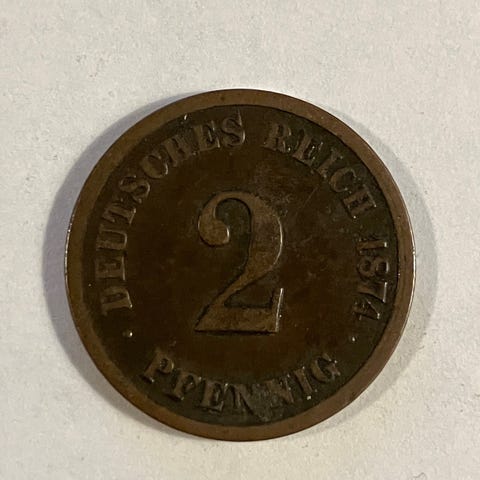 DEUTSCHES REICH 1874
2
PFENNIG